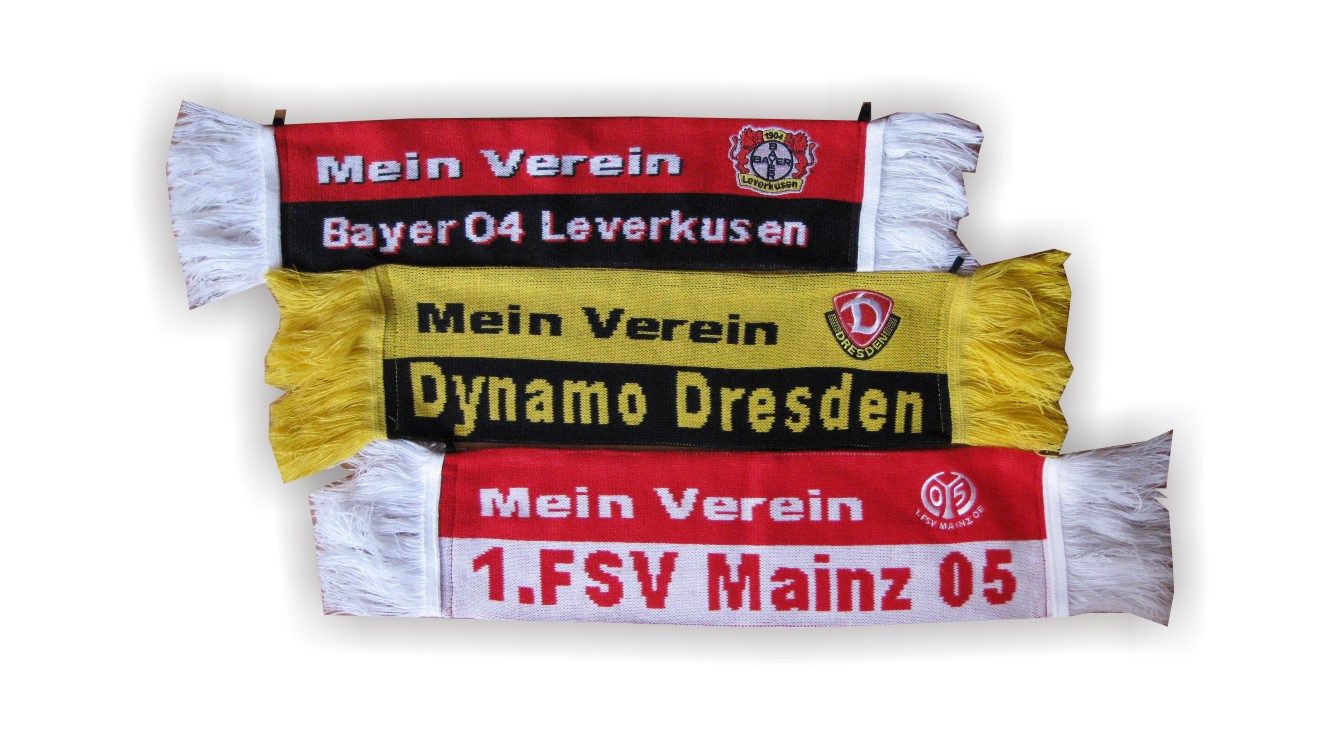 Mein Verein
1904
BAYER
BAYER
Leverkusen
Bayer 04 Leverkusen
Mein Verein
D
DRESDEN
Dynamo Dresden
Mein Verein
05
1.FSV MAINZ 05
1.FSV Mainz 05